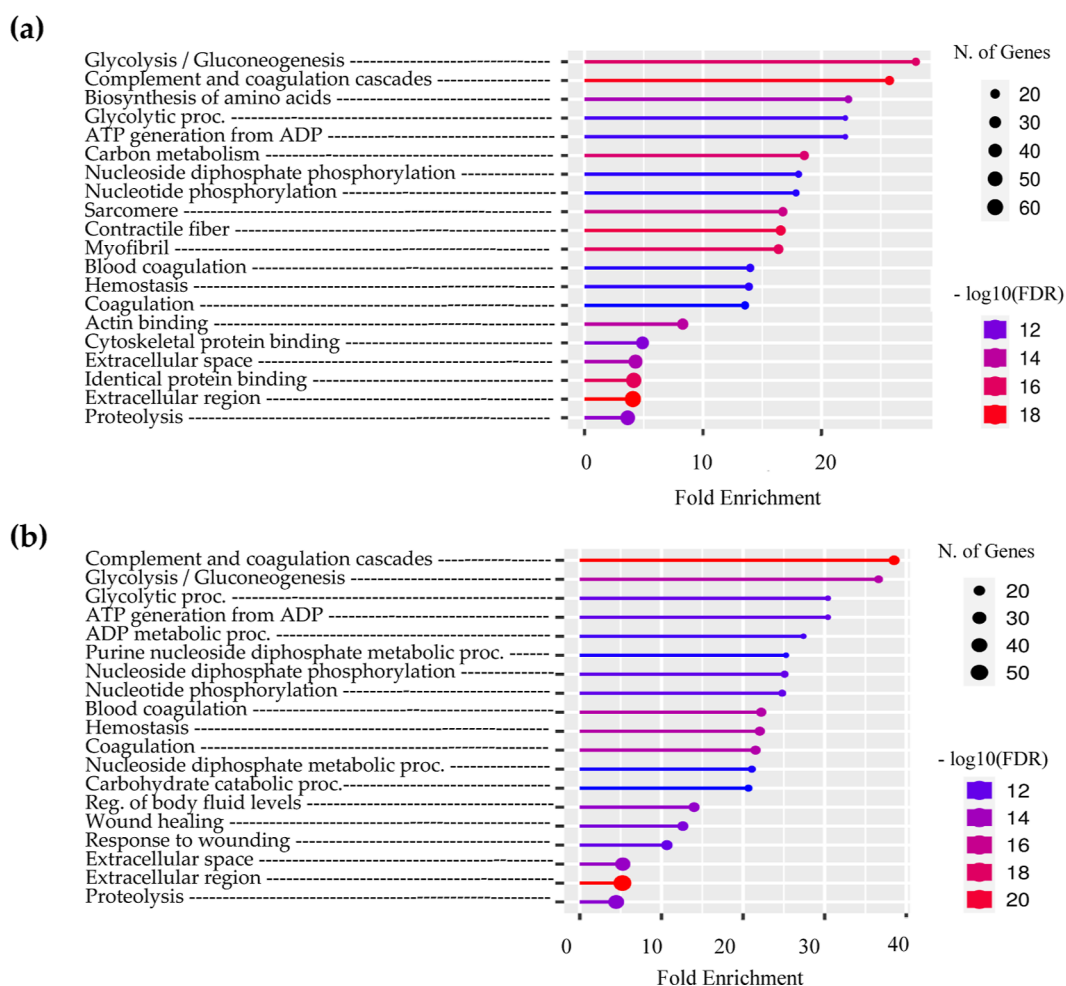 (a)
Glycolysis / Gluconeogenesis
Complement and coagulation cascades
Biosynthesis of amino acids
Glycolytic proc.
ATP generation from ADP
Carbon metabolism
Nucleoside diphosphate phosphorylation
Nucleotide phosphorylation
Sarcomere
Contractile fiber
Myofibril
Blood coagulation
Hemostasis
Coagulation
Actin binding
Cytoskeletal protein binding
Extracellular space
Identical protein binding
Extracellular region
Proteolysis
0 10 20
Fold Enrichment
N. of Genes
20
30
40
50
60
- log10(FDR)
12
14
16
18
(b)
Complement and coagulation cascades
Glycolysis / Gluconeogenesis
Glycolytic proc.
ATP generation from ADP
ADP metabolic proc.
Purine nucleoside diphosphate metabolic proc.
Nucleoside diphosphate phosphorylation
Nucleotide phosphorylation
Blood coagulation
Hemostasis
Coagulation
Nucleoside diphosphate metabolic proc.
Carbohydrate catabolic proc.
Reg. of body fluid levels
Wound healing
Response to wounding
Extracellular space
Extracellular region
Proteolysis
0 10 20 30 40
Fold Enrichment
N. of Genes
20
30
40
50
- log10(FDR)
12
14
16
18
20